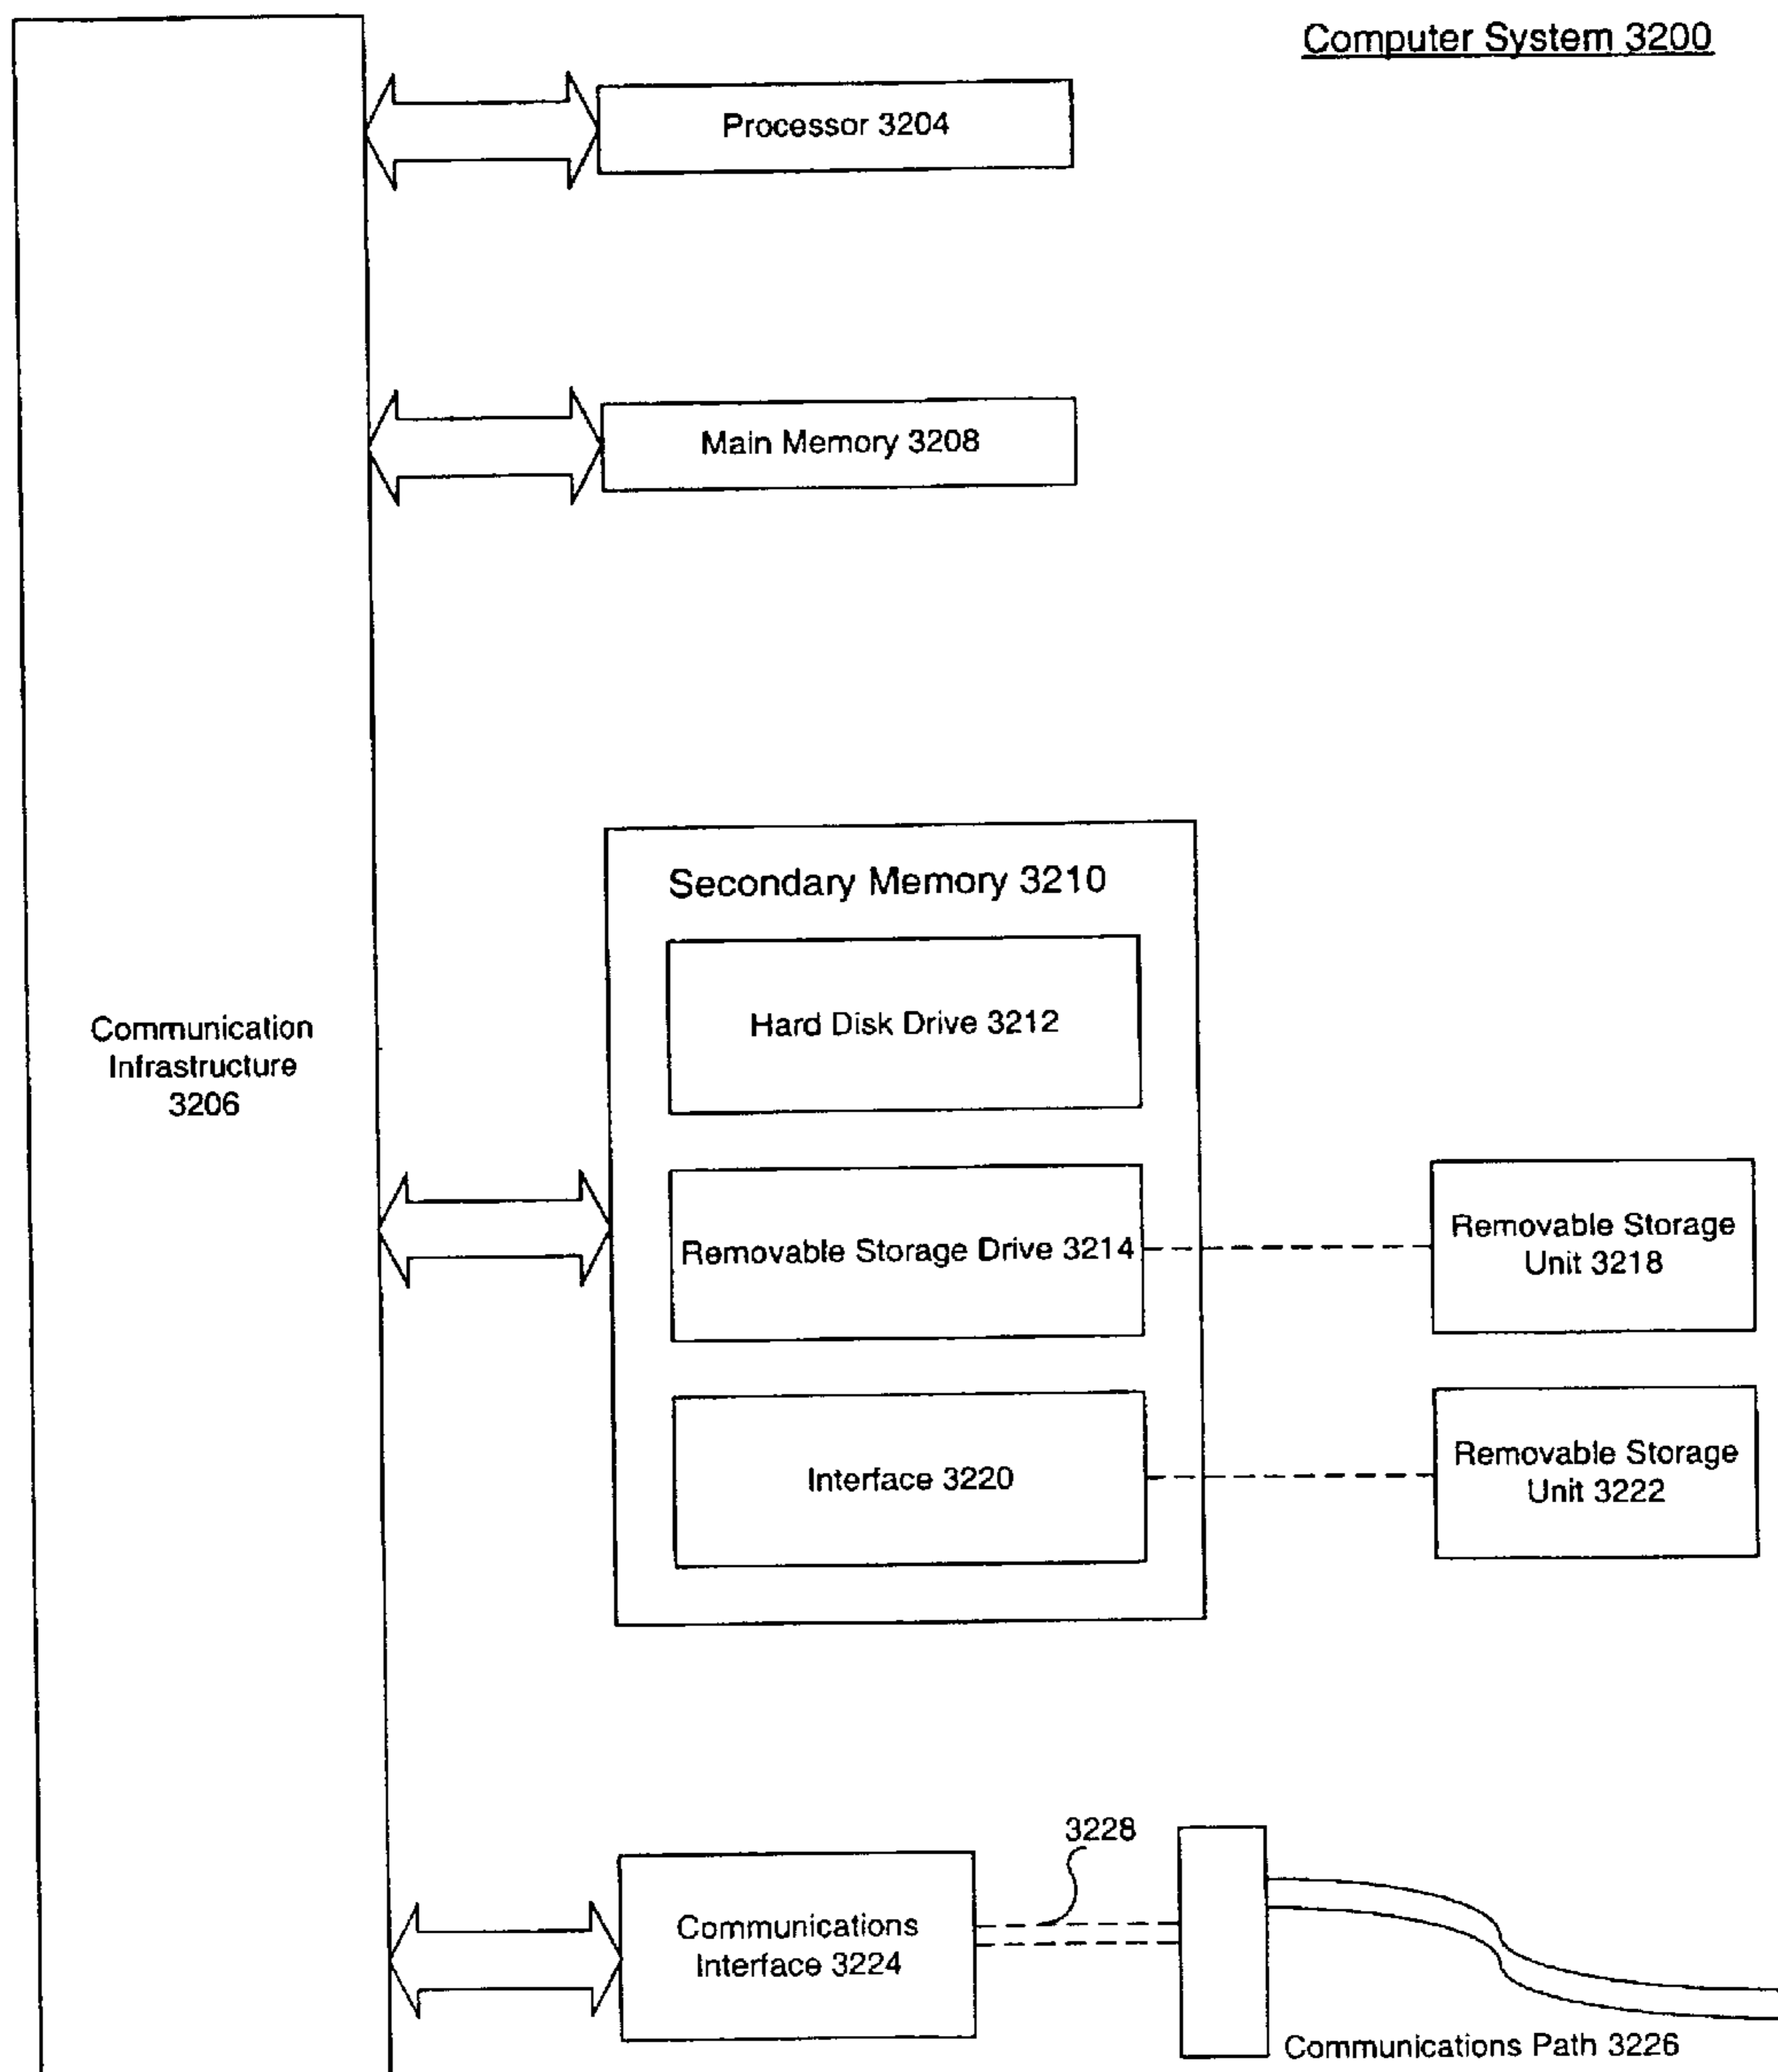 Computer System 3200
Processor 3204
Main Memory 3208
Secondary Memory 3210
Hard Disk Drive 3212
Communication
Infrastructure
3206
Removable Storage Drive 3214
Removable Storage
Unit 3218
Interface 3220
Removable Storage
Unit 3222
3228
Communications
Interface 3224
Communications Path 3226